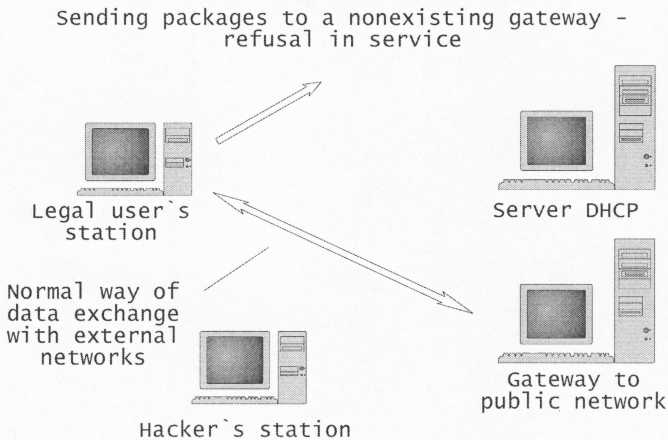 Sending packages to a nonexisting gateway –
refusal in service
Legal user`s
station
Server DHCP
Normal way of
data exchange
with external
networks
Gateway to
public network
Hacker`s station